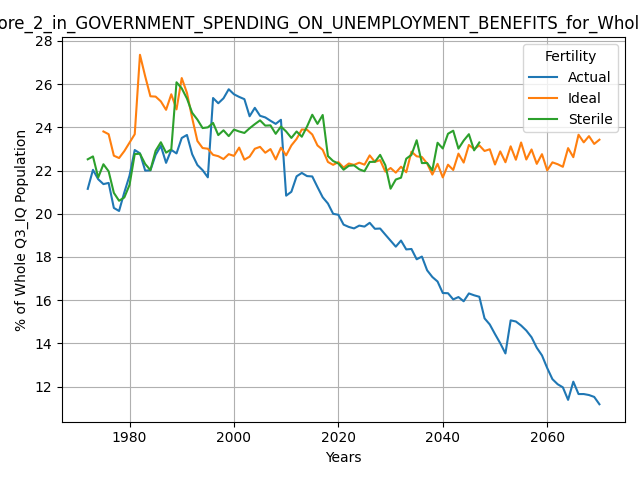 ore_2_in_GOVERNMENT_SPENDING_ON_UNEMPLOYMENT_BENEFITS_for_Whol
Fertility
Actual
Ideal
Sterile
% of Whole Q3_IQ Population
28
26
24
22
20
18
16
14
12
1980
2000
2020
2040
2060
Years